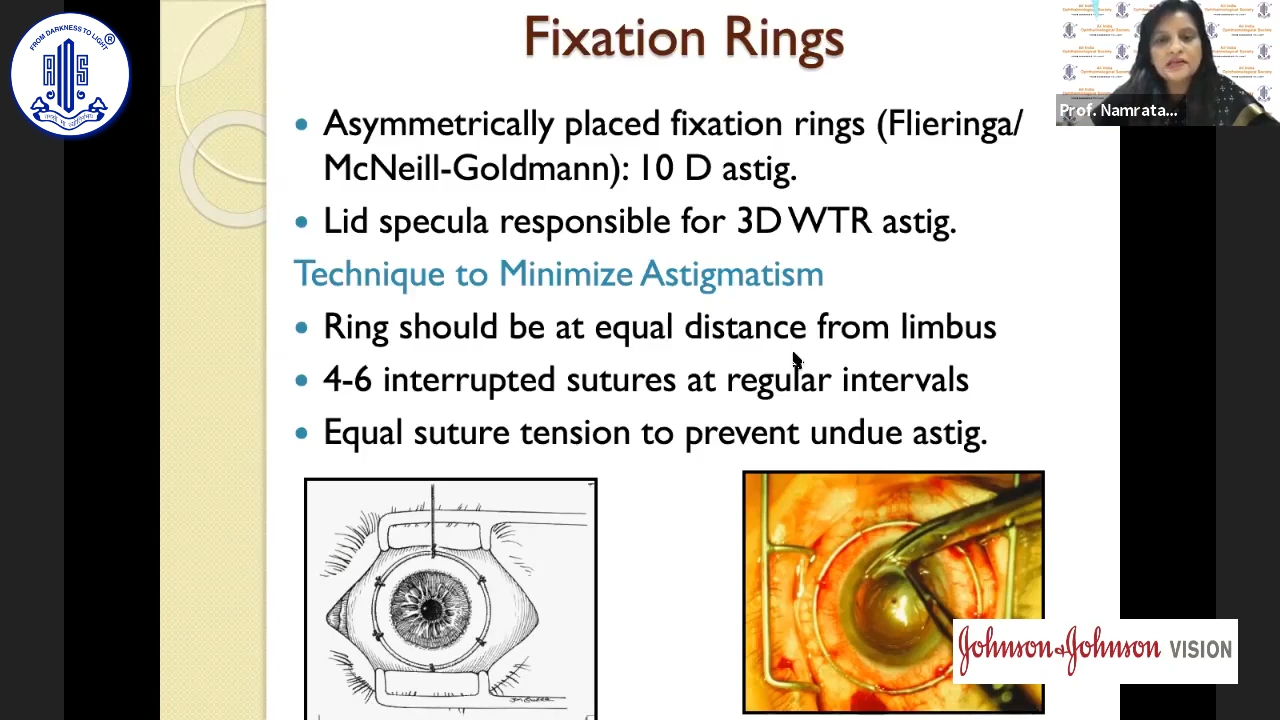 FROM DARKNESS TO LIGHT
®
AIOS
Fixation Rings
Prof. Namrata...
• Asymmetrically placed fixation rings (Flieringa/
McNeill-Goldmann): 10 D astig.
• Lid specula responsible for 3D WTR astig.
Technique to Minimize Astigmatism
• Ring should be at equal distance from limbus
• 4-6 interrupted sutures at regular intervals
• Equal suture tension to prevent undue astig.
Johnson & Johnson VISION